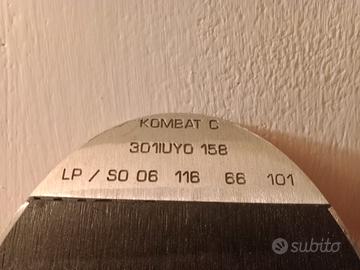 KOMBAT C
301IUYO 158
LP / SO 06 116 66 101
subito